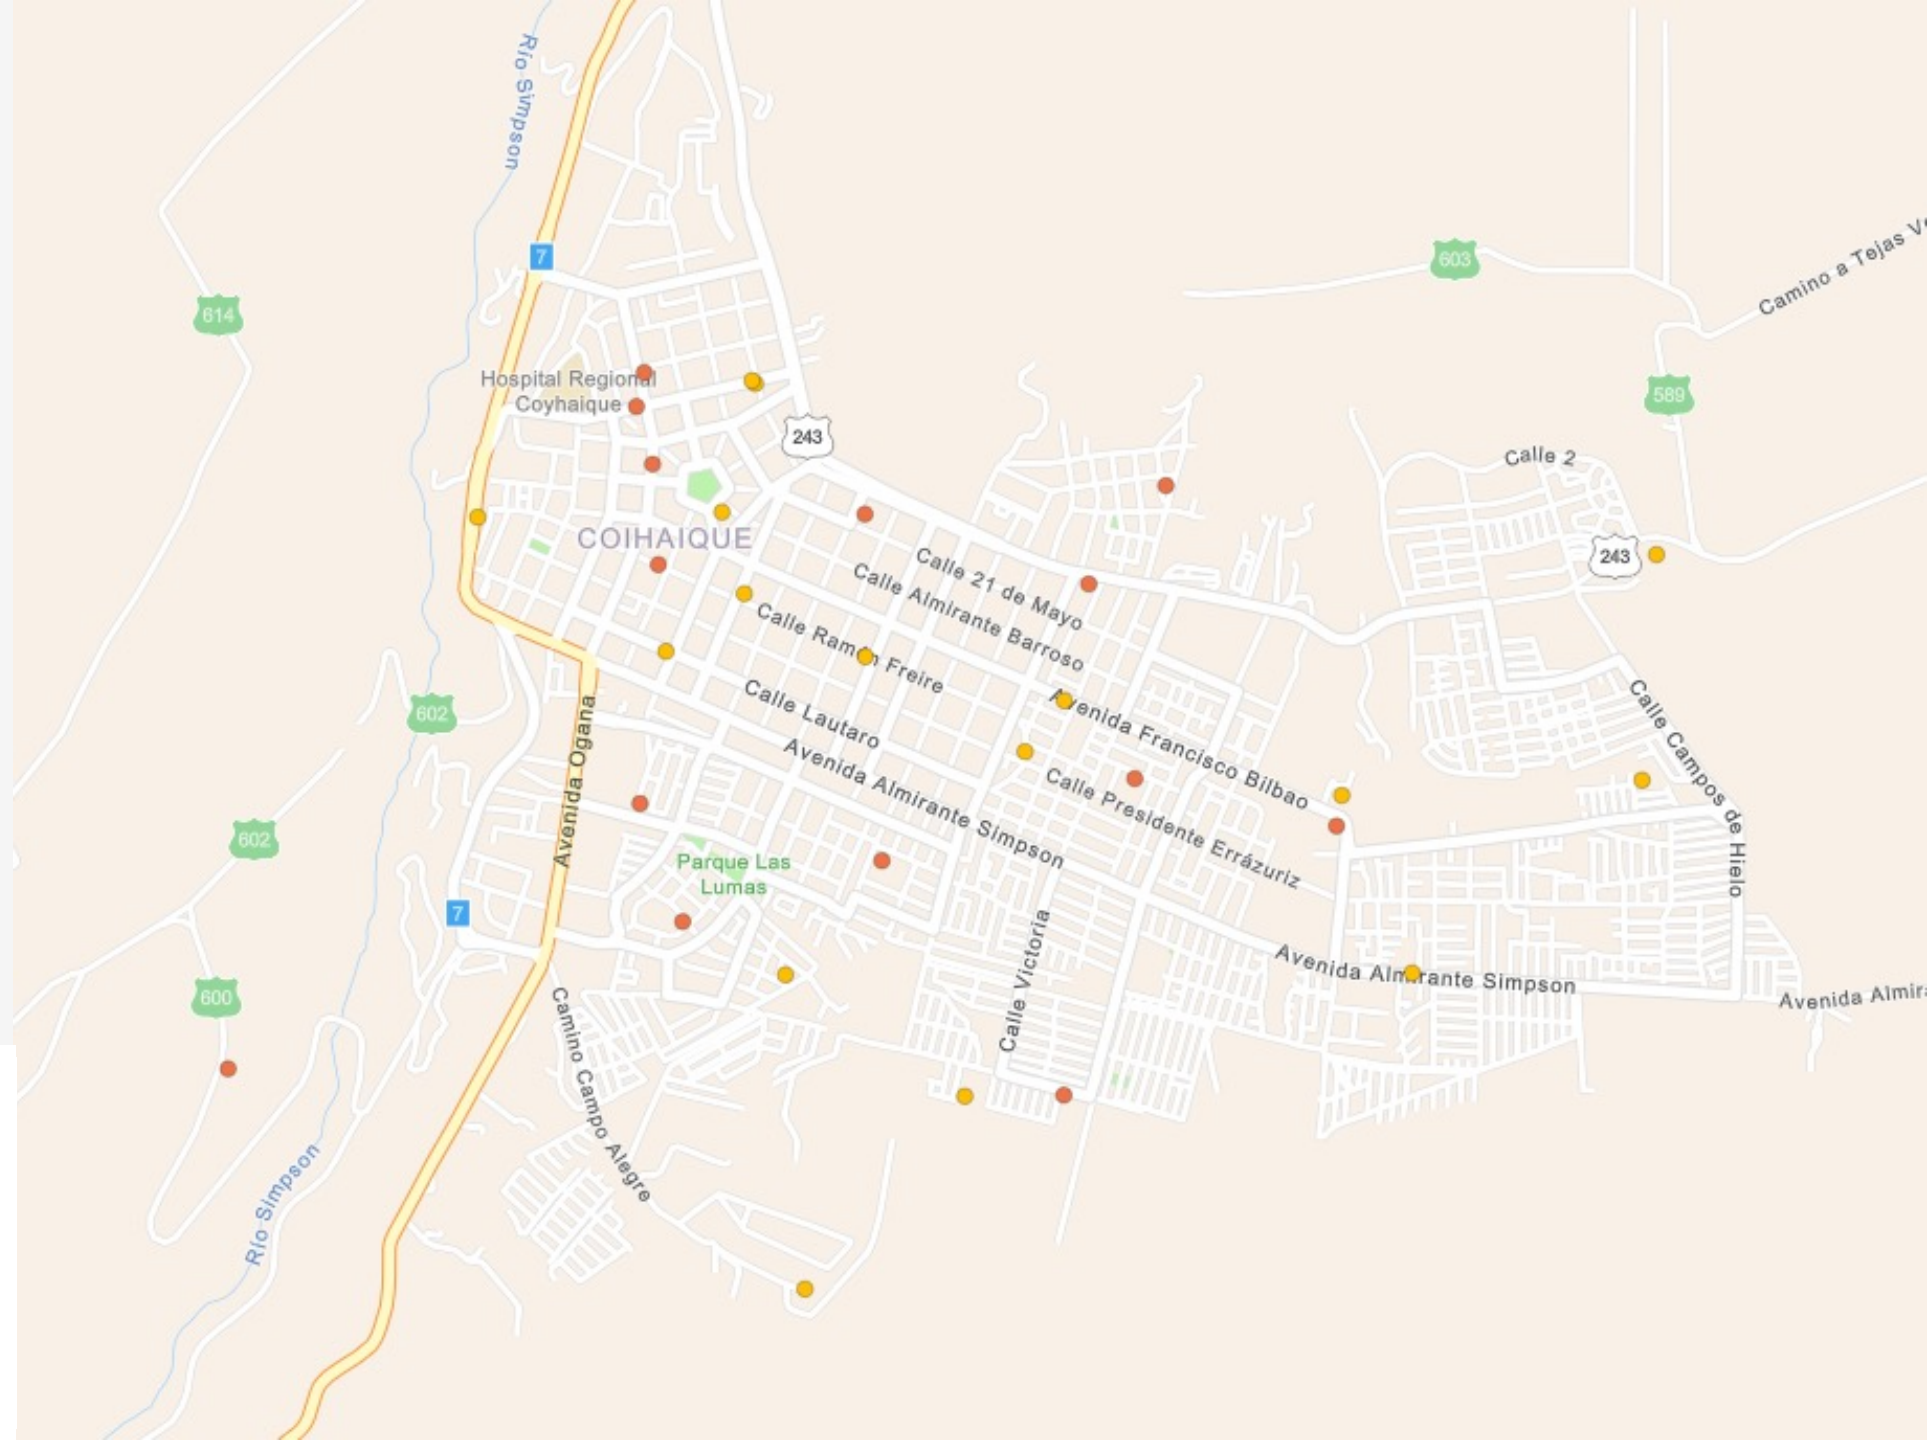 Río Simpson
7
603
Camino a Tejas Ve
614
Hospital Regional
Coyhaique
589
243
Calle 2
COIHAIQUE
243
Calle 21 de Mayo
Calle Almirante Barroso
Calle Ramón Freire
602
Calle Lautaro
Avenida Francisco Bilbao
Calle Campos de Hielo
Avenida Ogana
Avenida Almirante Simpson
Calle Presidente Errázuriz
602
Parque Las
Lumas
7
Calle Victoria
Avenida Almirante Simpson
600
Avenida Almira
Camino Campo Alegre
Río Simpson